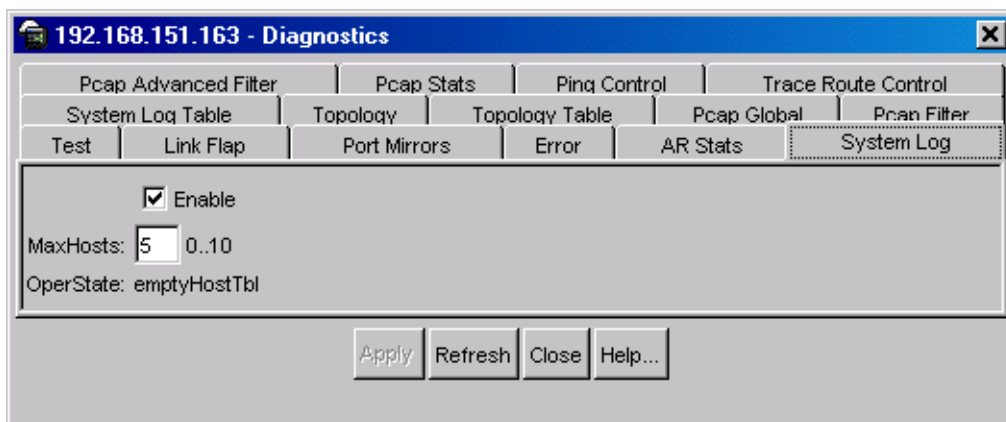 192.168.151.163 - Diagnostics
Pcap Advanced Filter Pcap Stats Ping Control Trace Route Control
System Log Table Topology Topology Table Pcap Global Pcap Filter
Test Link Flap Port Mirrors Error AR Stats System Log
Enable
MaxHosts: 5 0..10
OperState: emptyHostTbl
Apply Refresh Close Help...